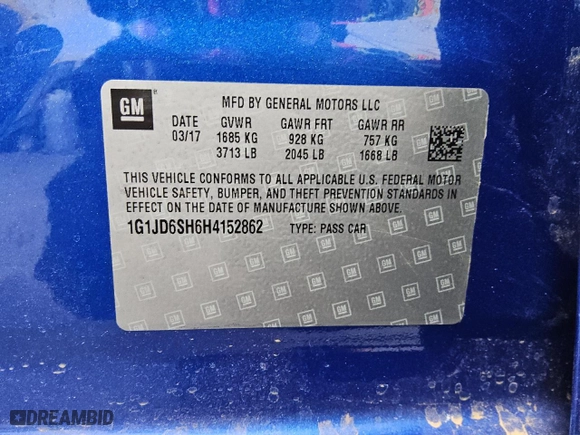 GM
MFD BY GENERAL MOTORS LLC
DATE GVWR GAWR FRT GAWR RR
03/17 1685 KG 928 KG 757 KG
3713 LB 2045 LB 1668 LB
THIS VEHICLE CONFORMS TO ALL APPLICABLE U.S. FEDERAL MOTOR
VEHICLE SAFETY, BUMPER, AND THEFT PREVENTION STANDARDS IN
EFFECT ON THE DATE OF MANUFACTURE SHOWN ABOVE.
1G1JD6SH6H4152862 TYPE: PASS CAR
DREAMBID